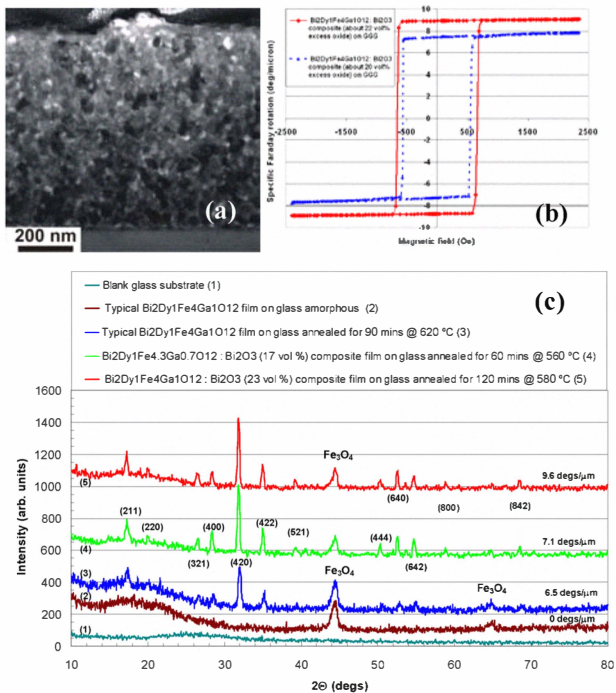 (a)
200 nm
Bi2Dy1Fe4Ga1O12: Bi2O3
composite (about 22 vol%
excess oxide) on GGG
Bi2Dy1Fe4Ga1O12: Bi2O3
composite (about 20 vol%
excess oxide) on GGG
Specific Faraday rotation (deg/micron)
10
8
6
4
2
0
-2
-4
-6
-8
-10
-2500
-1500
-500
500
1500
2500
Magnetic field (Oe)
(b)
(c)
Blank glass substrate (1)
Typical Bi2Dy1Fe4Ga1O12 film on glass amorphous (2)
Typical Bi2Dy1Fe4Ga1O12 film on glass annealed for 90 mins @ 620 °C (3)
Bi2Dy1Fe4.3Ga0.7O12 : Bi2O3 (17 vol %) composite film on glass annealed for 60 mins @ 560 °C (4)
Bi2Dy1Fe4Ga1O12 : Bi2O3 (23 vol %) composite film on glass annealed for 120 mins @ 580 °C (5)
Intensity (arb. units)
1600
1400
1200
1000
800
600
400
200
0
Fe3O4
9.6 degs/μm
(5)
(640)
(800)
(842)
(211)
(220)
(400)
(422)
(521)
(444)
7.1 degs/μm
(4)
(321)
(420)
(642)
(3)
Fe3O4
Fe3O4
6.5 degs/μm
(2)
0 degs/μm
(1)
10
20
30
40
50
60
70
80
2Θ (degs)